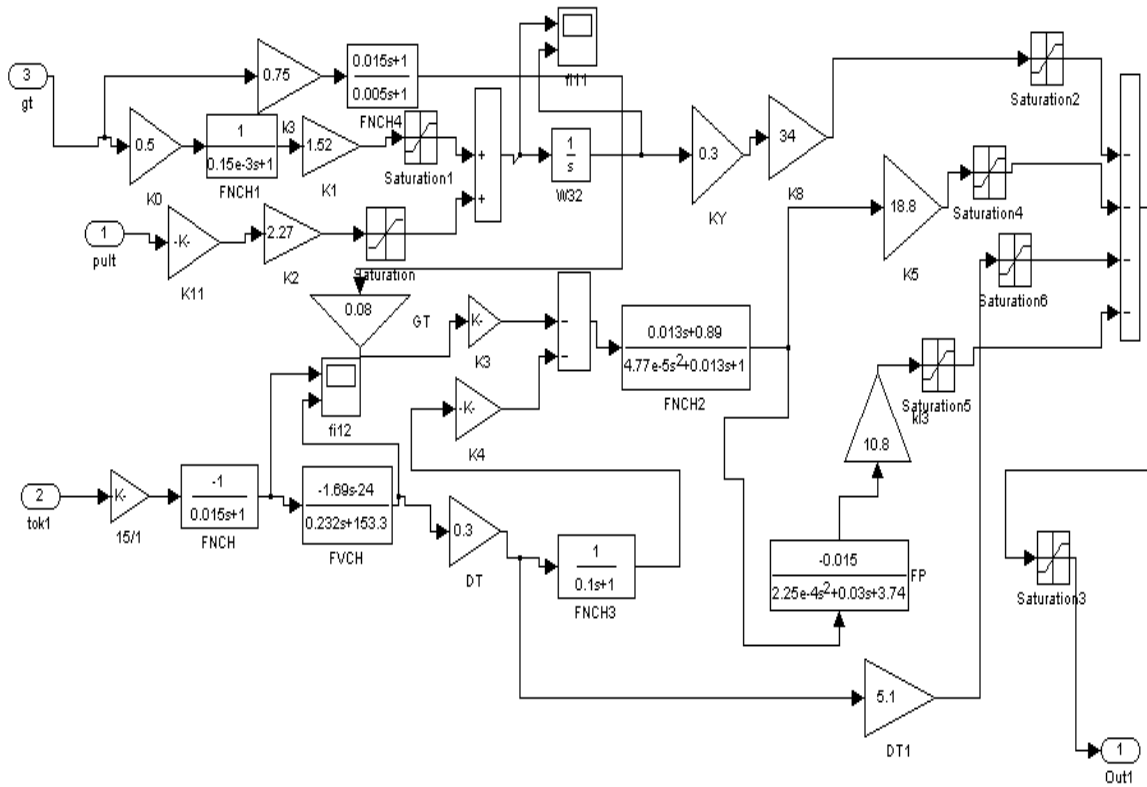 3
gt
0.75
0.015s+1
0.005s+1
FNCH4
fi11
0.5
K0
1
0.15e-3s+1
FNCH1
k3
1.52
K1
Saturation1
+
+
1
s
W32
0.3
KY
34
K8
Saturation2
1
pult
-K-
K11
2.27
K2
Saturation
18.8
K5
Saturation4
Saturation6
−
−
−
−
0.08
GT
K-
K3
−
−
0.013s+0.89
4.77e-5s2+0.013s+1
FNCH2
-K-
K4
fi12
10.8
Saturation5
kl3
2
tok1
K-
15/1
-1
0.015s+1
FNCH
-1.69s-24
0.232s+153.3
FVCH
0.3
DT
1
0.1s+1
FNCH3
-0.015
2.25e-4s2+0.03s+3.74
FP
Saturation3
5.1
DT1
1
Out1